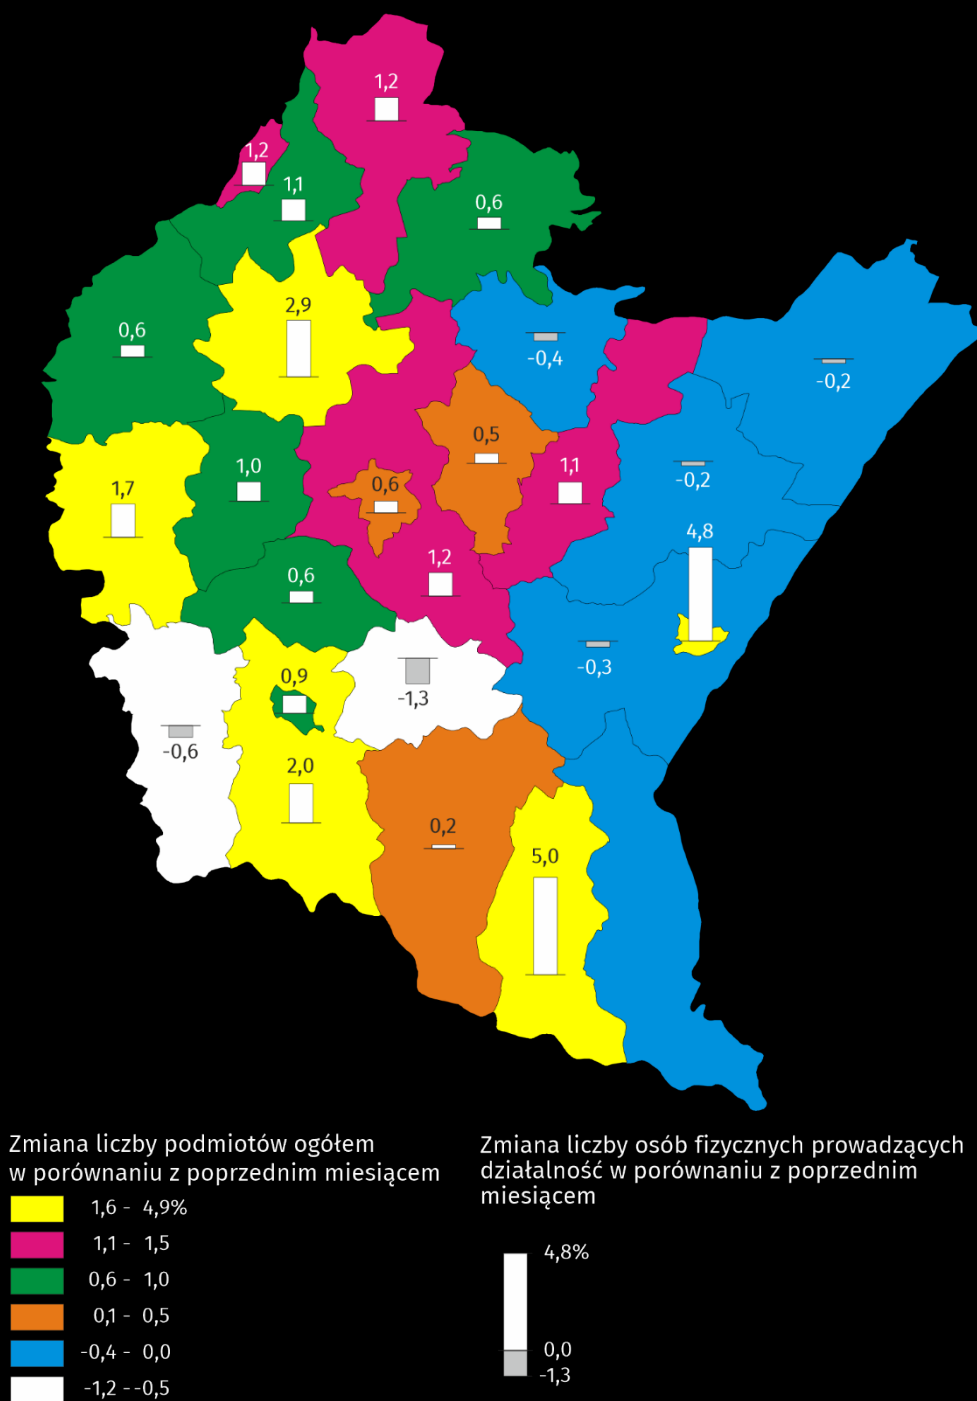 1,2
1,2
1,1
0,6
2,9
0,6
-0,4
-0,2
0,5
1,0
1,1
-0,2
0,6
1,7
4,8
1,2
0,6
-0,3
0,9
-1,3
-0,6
2,0
0,2
5,0
Zmiana liczby podmiotów ogółem
w porównaniu z poprzednim miesiącem
1,6 - 4,9%
1,1 - 1,5
0,6 - 1,0
0,1 - 0,5
-0,4 - 0,0
-1,2 - -0,5
Zmiana liczby osób fizycznych prowadzących
działalność w porównaniu z poprzednim
miesiącem
4,8%
0,0
-1,3